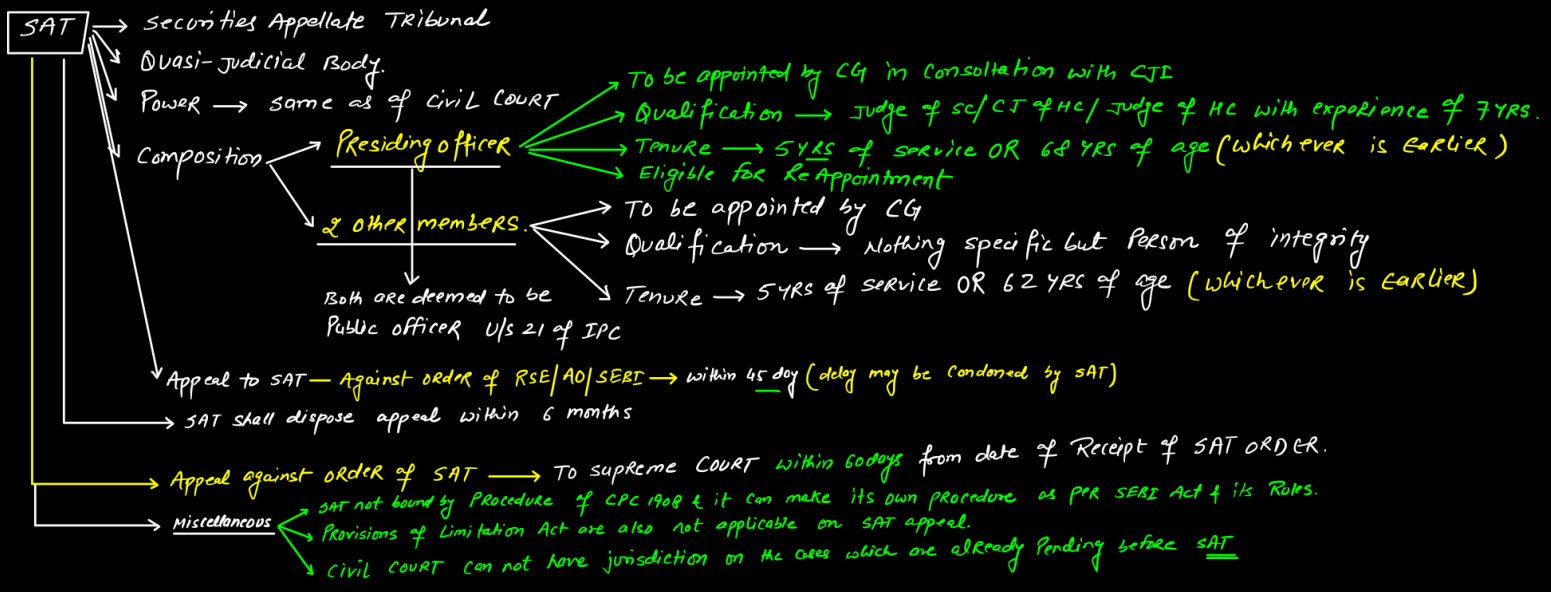 SAT
Securities Appellate Tribunal
Quasi-Judicial Body.
Power → same as of civil court
Composition
Presiding officer
To be appointed by CG in consultation with CJI
Qualification → Judge of SC/CJ of HC/ Judge of HC with experience of 7 YRS.
Tenure → 5 YRS of service OR 68 YRS of age (whichever is Earlier)
Eligible for ReAppointment
2 other members.
To be appointed by CG
Qualification → Nothing specific but Person of integrity
Tenure → 5 YRS of service OR 62 YRS of age (whichever is Earlier)
Both are deemed to be
Public officer U/s 21 of IPC
Appeal to SAT — Against order of RSE/AO/SEBI → within 45 day (delay may be condoned by SAT)
SAT shall dispose appeal within 6 months
Appeal against order of SAT → To Supreme Court within 60days from date of Receipt of SAT ORDER.
Miscellaneous
SAT not bound by Procedure of CPC 1908 & it can make its own procedure as per SEBI Act & its Rules.
Provisions of Limitation Act are also not applicable on SAT appeal.
Civil Court can not have jurisdiction on the cases which are already Pending before SAT